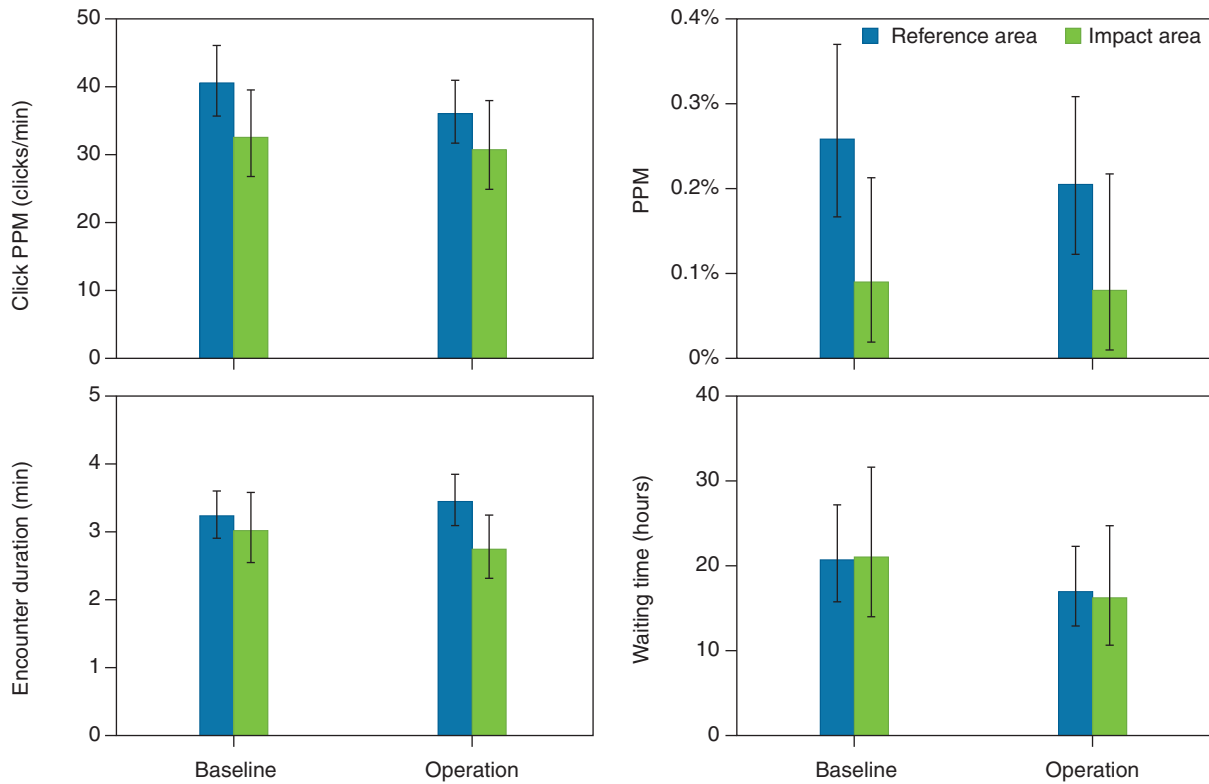 50
40
30
20
10
0
Click PPM (clicks/min)
0.4%
0.3%
0.2%
0.1%
0%
PPM
Reference area
Impact area
5
4
3
2
1
0
Encounter duration (min)
Baseline
Operation
40
30
20
10
0
Waiting time (hours)
Baseline
Operation